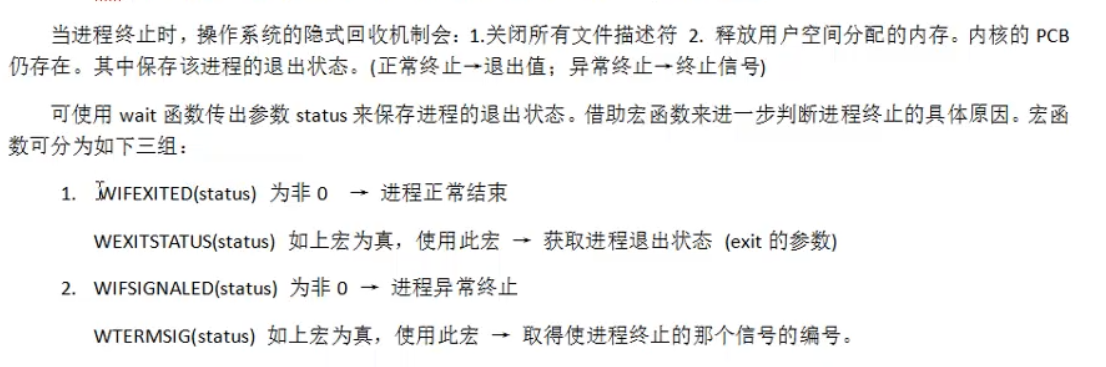 当进程终止时，操作系统的隐式回收机制会：1.关闭所有文件描述符 2. 释放用户空间分配的内存。内核的 PCB
仍存在。其中保存该进程的退出状态。(正常终止→退出值；异常终止→终止信号)
可使用 wait 函数传出参数 status 来保存进程的退出状态。借助宏函数来进一步判断进程终止的具体原因。宏函
数可分为如下三组：
1. WIFEXITED(status) 为非 0 → 进程正常结束
WEXITSTATUS(status) 如上宏为真，使用此宏 → 获取进程退出状态 (exit 的参数)
2. WIFSIGNALED(status) 为非 0 → 进程异常终止
WTERMSIG(status) 如上宏为真，使用此宏 → 取得使进程终止的那个信号的编号。